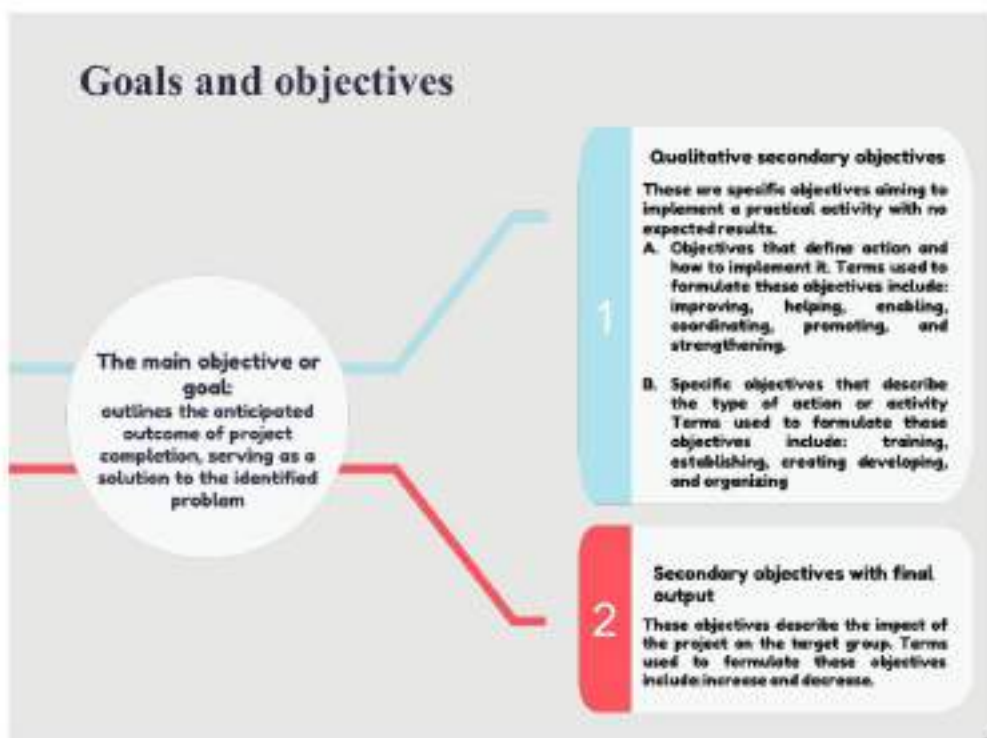 Goals and objectives
The main objective or
goal:
outlines the anticipated
outcome of project
completion, serving as a
solution to the identified
problem
1
Qualitative secondary objectives
These are specific objectives aiming to
implement a practical activity with no
expected results.
A. Objectives that define action and
how to implement it. Terms used to
formulate these objectives include:
improving, helping, enabling,
coordinating, promoting, and
strengthening.
B. Specific objectives that describe
the type of action or activity
Terms used to formulate these
objectives include: training,
establishing, creating developing,
and organizing
2
Secondary objectives with final
output
These objectives describe the impact of
the project on the target group. Terms
used to formulate these objectives
include:increase and decrease.